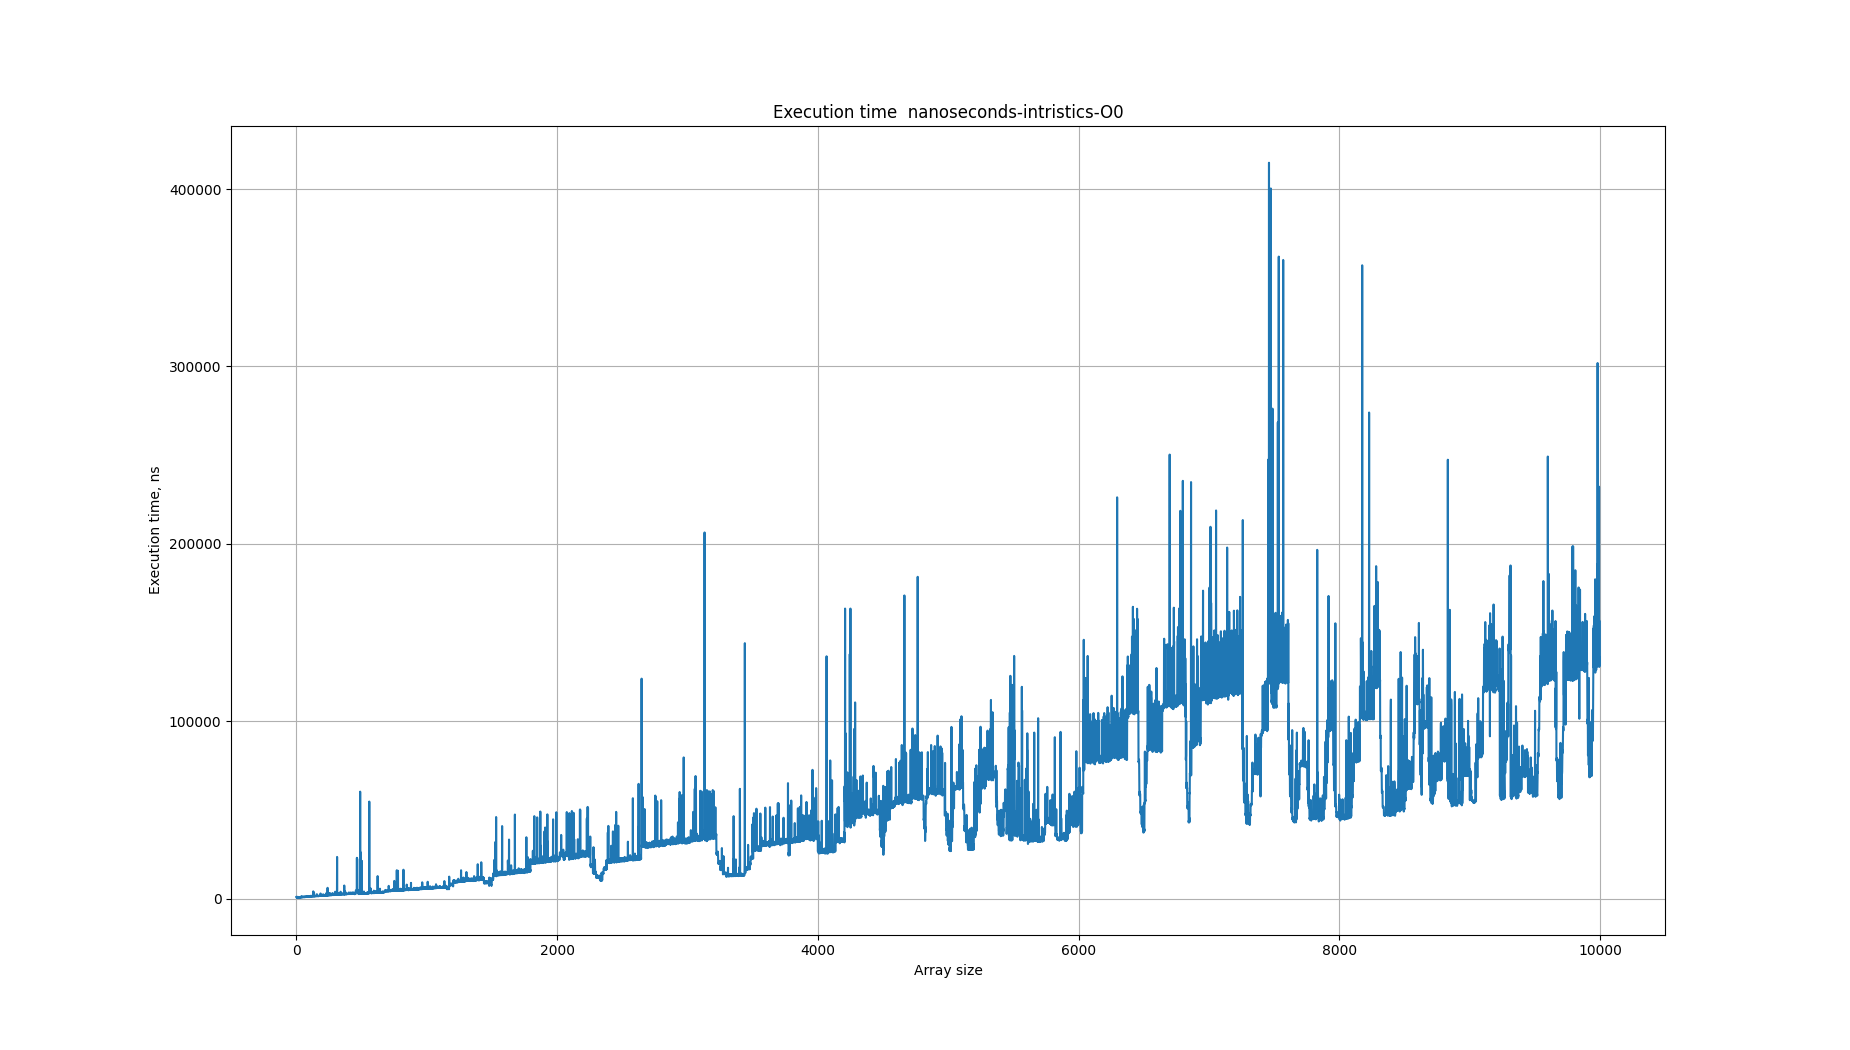 Execution time  nanoseconds-intristics-O0
Execution time, ns
400000
300000
200000
100000
0
0 2000 4000 6000 8000 10000
Array size